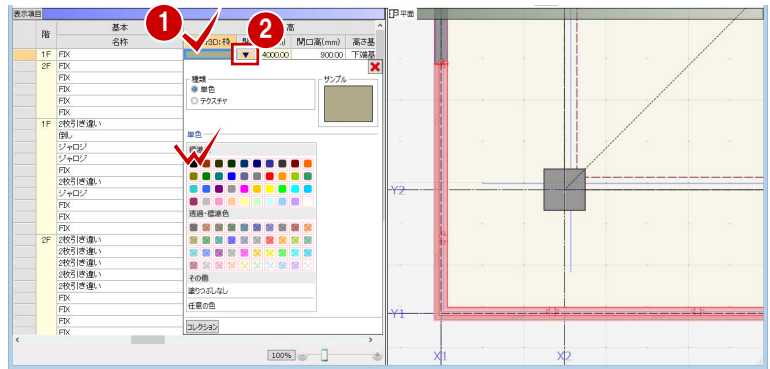 表示項目
1
2
階
基本
高
名称
3D:枠
開口高(mm)
高さ基
1F FIX 4000.00 900.00 下端基
2F FIX
FIX
FIX
FIX
FIX
1F 2枚引き違い
倒し
ジャロジ
ジャロジ
FIX
2枚引き違い
ジャロジ
FIX
FIX
FIX
2F 2枚引き違い
2枚引き違い
2枚引き違い
2枚引き違い
2枚引き違い
FIX
FIX
FIX
FIX
種類
単色
テクスチャ
サンプル
単色
標準
透過・標準色
その他
塗りつぶしなし
任意の色
コレクション
100%
平面
Y2
Y1
X1
X2